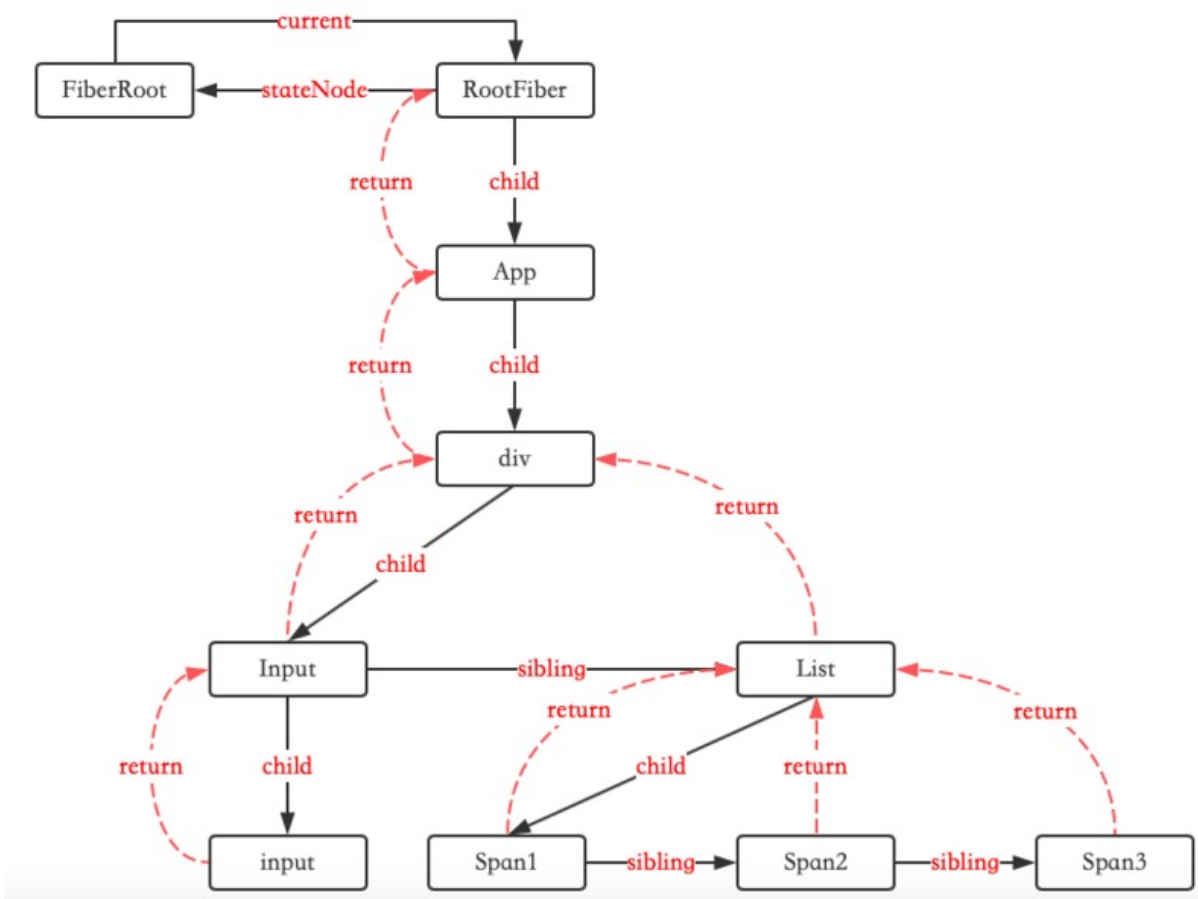 current
FiberRoot
stateNode
RootFiber
return
child
App
return
child
div
return
return
child
Input
sibling
List
return
return
return
child
child
return
input
Span1
sibling
Span2
sibling
Span3